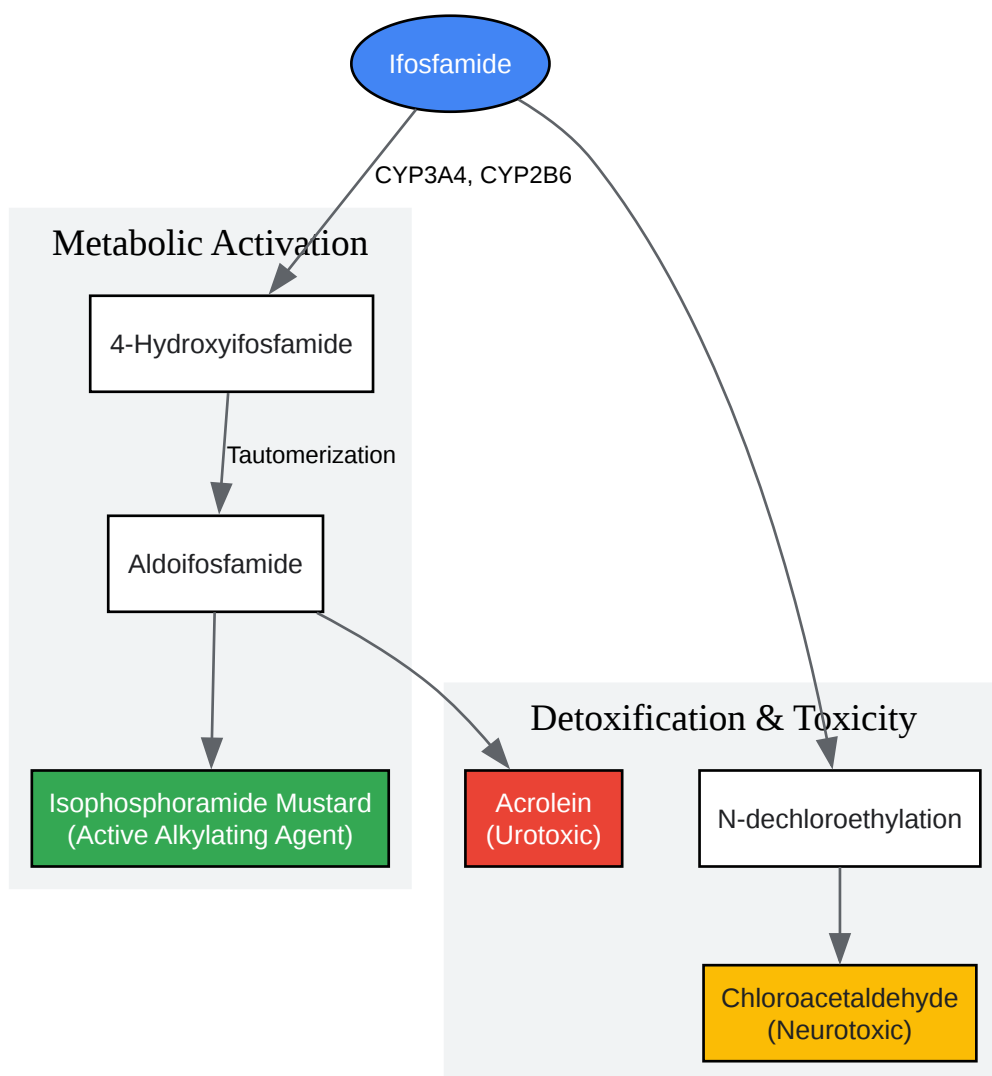 Ifosfamide
CYP3A4, CYP2B6
Metabolic Activation
4-Hydroxyifosfamide
Tautomerization
Aldoifosfamide
Detoxification & Toxicity
Isophosphoramide Mustard
(Active Alkylating Agent)
Acrolein
(Urotoxic)
N-dechloroethylation
Chloroacetaldehyde
(Neurotoxic)